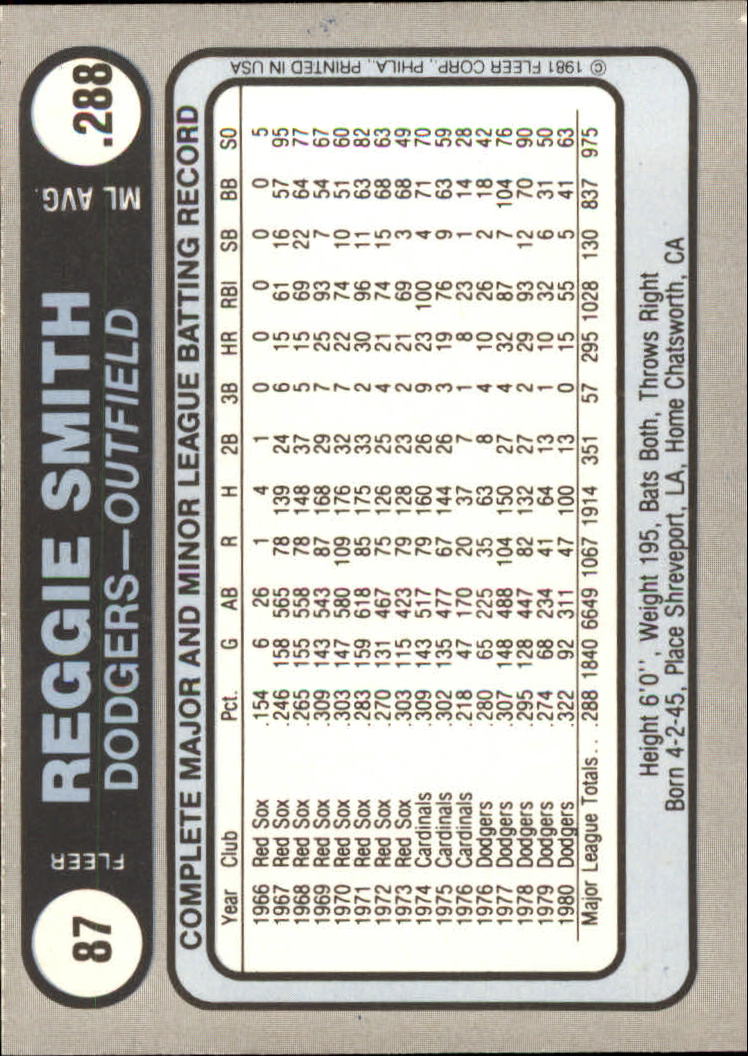 87
FLEER
REGGIE SMITH
DODGERS—OUTFIELD
ML AVG.
.288
COMPLETE MAJOR AND MINOR LEAGUE BATTING RECORD
Year Club Pct. G AB R H 2B 3B HR RBI SB BB SO
1966 Red Sox .154 6 26 1 4 1 0 0 0 0 0 5
1967 Red Sox .246 158 565 78 139 24 6 15 61 16 57 95
1968 Red Sox .265 155 558 78 148 37 5 15 69 22 64 77
1969 Red Sox .309 143 543 87 168 29 7 25 93 7 54 67
1970 Red Sox .303 147 580 109 176 32 7 22 74 10 51 60
1971 Red Sox .283 159 618 85 175 33 2 30 96 11 63 82
1972 Red Sox .270 131 467 75 126 25 4 21 74 15 68 63
1973 Red Sox .303 115 423 79 128 23 2 21 69 3 68 49
1974 Cardinals .309 143 517 79 160 26 9 23 100 4 71 70
1975 Cardinals .302 135 477 67 144 26 3 19 76 9 63 59
1976 Cardinals .218 47 170 20 37 7 1 8 23 1 14 28
1976 Dodgers .280 65 225 35 63 8 4 10 26 2 18 42
1977 Dodgers .307 148 488 104 150 27 4 32 87 7 104 76
1978 Dodgers .295 128 447 82 132 27 2 29 93 12 70 90
1979 Dodgers .274 68 234 41 64 13 1 10 32 6 31 50
1980 Dodgers .322 92 311 47 100 13 0 15 55 5 41 63
Major League Totals... .288 1840 6649 1067 1914 351 57 295 1028 130 837 975
Height 6'0'', Weight 195, Bats Both, Throws Right
Born 4-2-45, Place Shreveport, LA, Home Chatsworth, CA
© 1981 FLEER CORP., PHILA., PRINTED IN USA